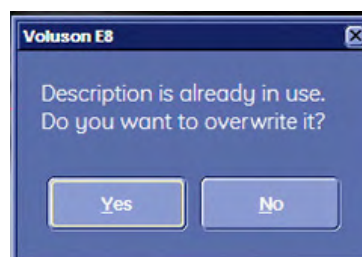 Voluson E8
Description is already in use.
Do you want to overwrite it?
Yes
No